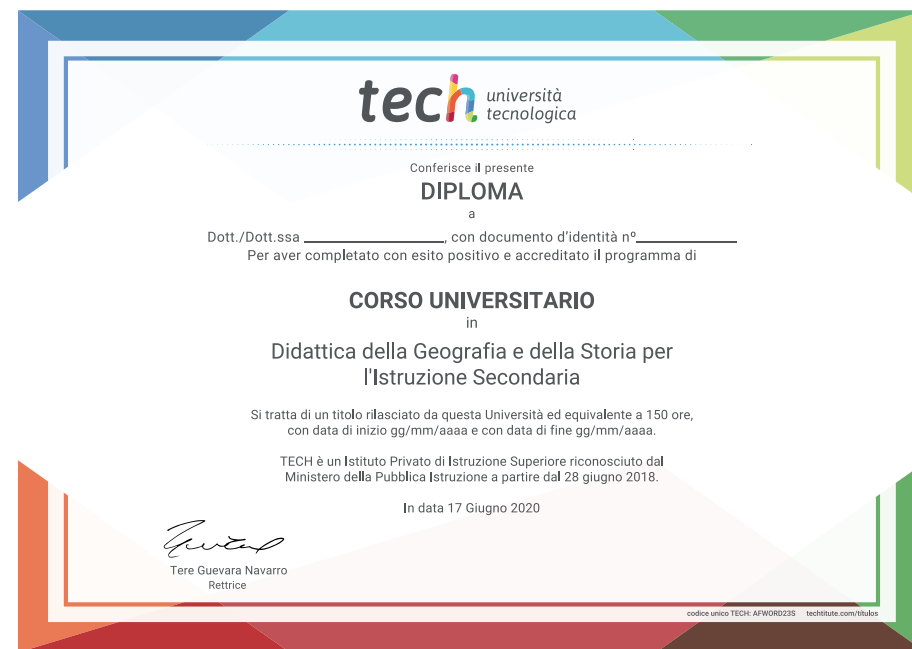 tech università
tecnologica
Conferisce il presente
DIPLOMA
a
Dott./Dott.ssa ____________________, con documento d'identità nº______________
Per aver completato con esito positivo e accreditato il programma di
CORSO UNIVERSITARIO
in
Didattica della Geografia e della Storia per
l'Istruzione Secondaria
Si tratta di un titolo rilasciato da questa Università ed equivalente a 150 ore,
con data di inizio gg/mm/aaaa e con data di fine gg/mm/aaaa.
TECH è un Istituto Privato di Istruzione Superiore riconosciuto dal
Ministero della Pubblica Istruzione a partire dal 28 giugno 2018.
In data 17 Giugno 2020
Tere Guevara Navarro
Rettrice
codice unico TECH: AFWORD23S techtitute.com/títulos